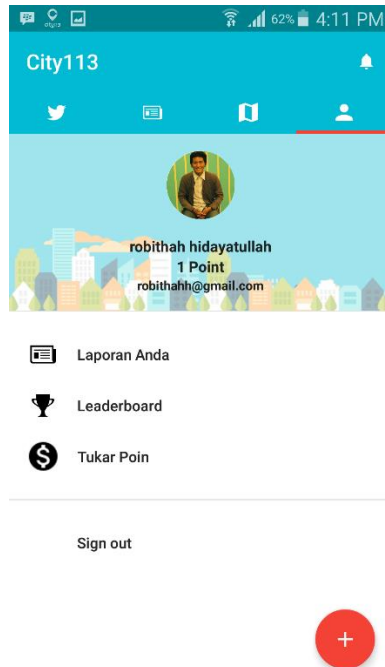 62% 4:11 PM
City113
robithah hidayatullah
1 Point
robithahh@gmail.com
Laporan Anda
Leaderboard
Tukar Poin
Sign out